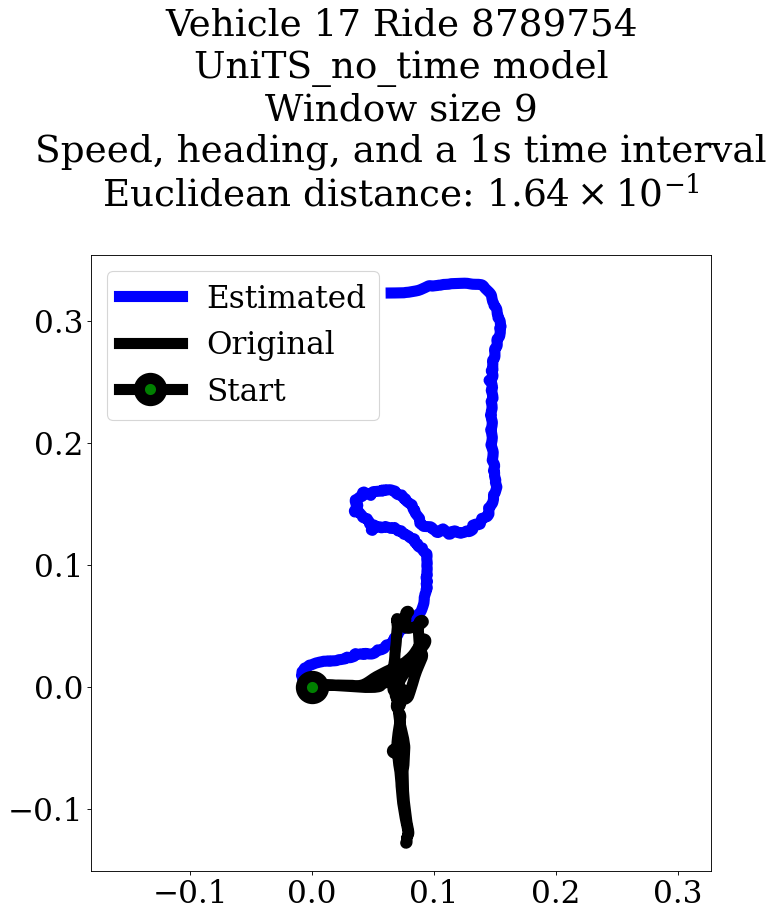 Vehicle 17 Ride 8789754
UniTS_no_time model
Window size 9
Speed, heading, and a 1s time interval
Euclidean distance: 1.64 × 10⁻¹
Estimated
Original
Start
0.3
0.2
0.1
0.0
−0.1
−0.1 0.0 0.1 0.2 0.3